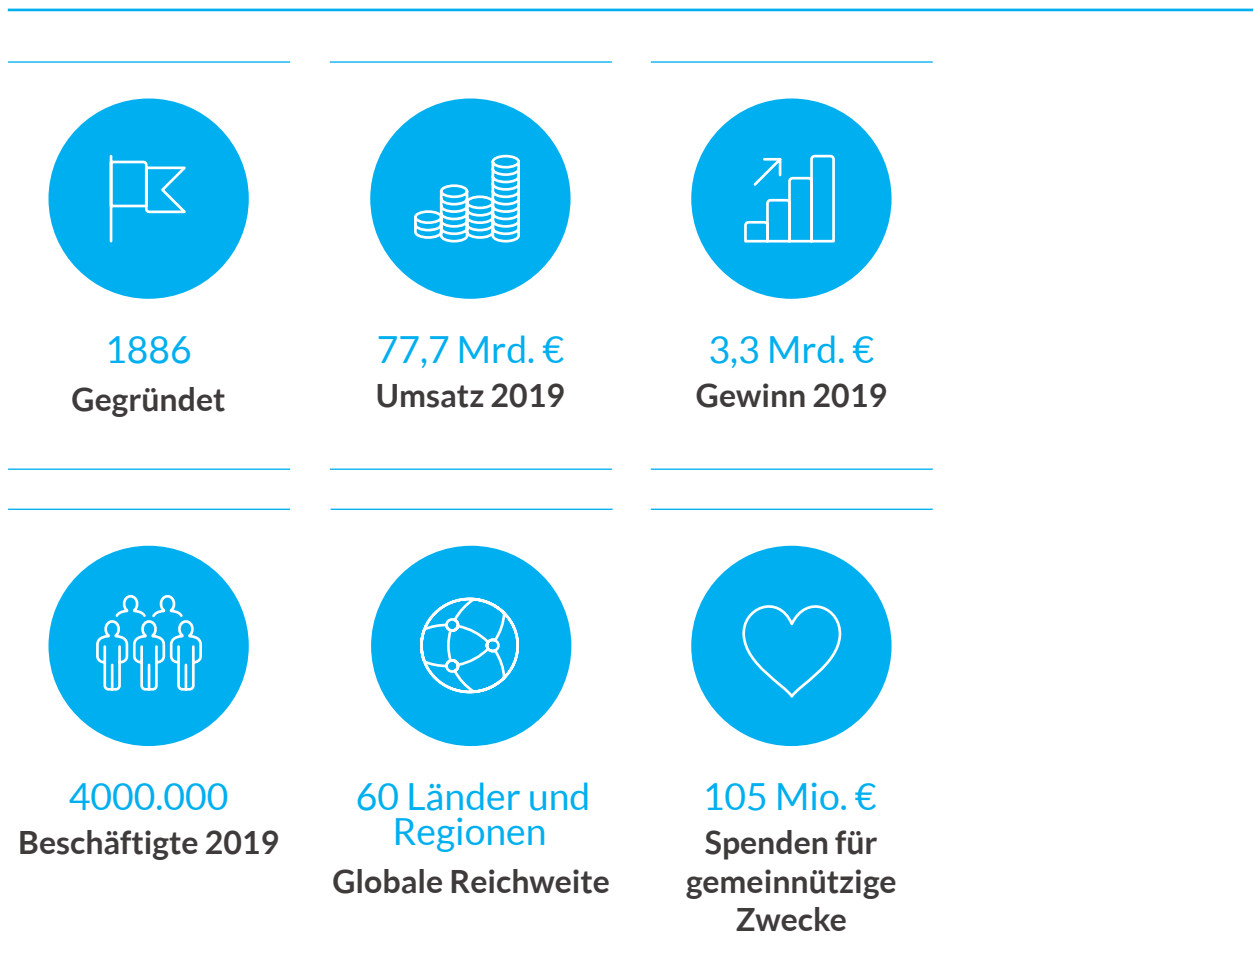 1886
Gegründet
77,7 Mrd. €
Umsatz 2019
3,3 Mrd. €
Gewinn 2019
4000.000
Beschäftigte 2019
60 Länder und
Regionen
Globale Reichweite
105 Mio. €
Spenden für
gemeinnützige
Zwecke